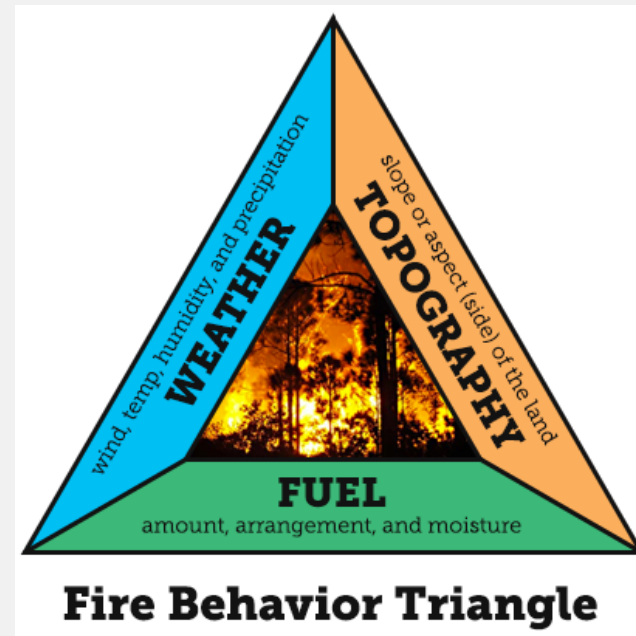 wind, temp, humidity, and precipitation
WEATHER
slope or aspect (side) of the land
TOPOGRAPHY
FUEL
amount, arrangement, and moisture
Fire Behavior Triangle